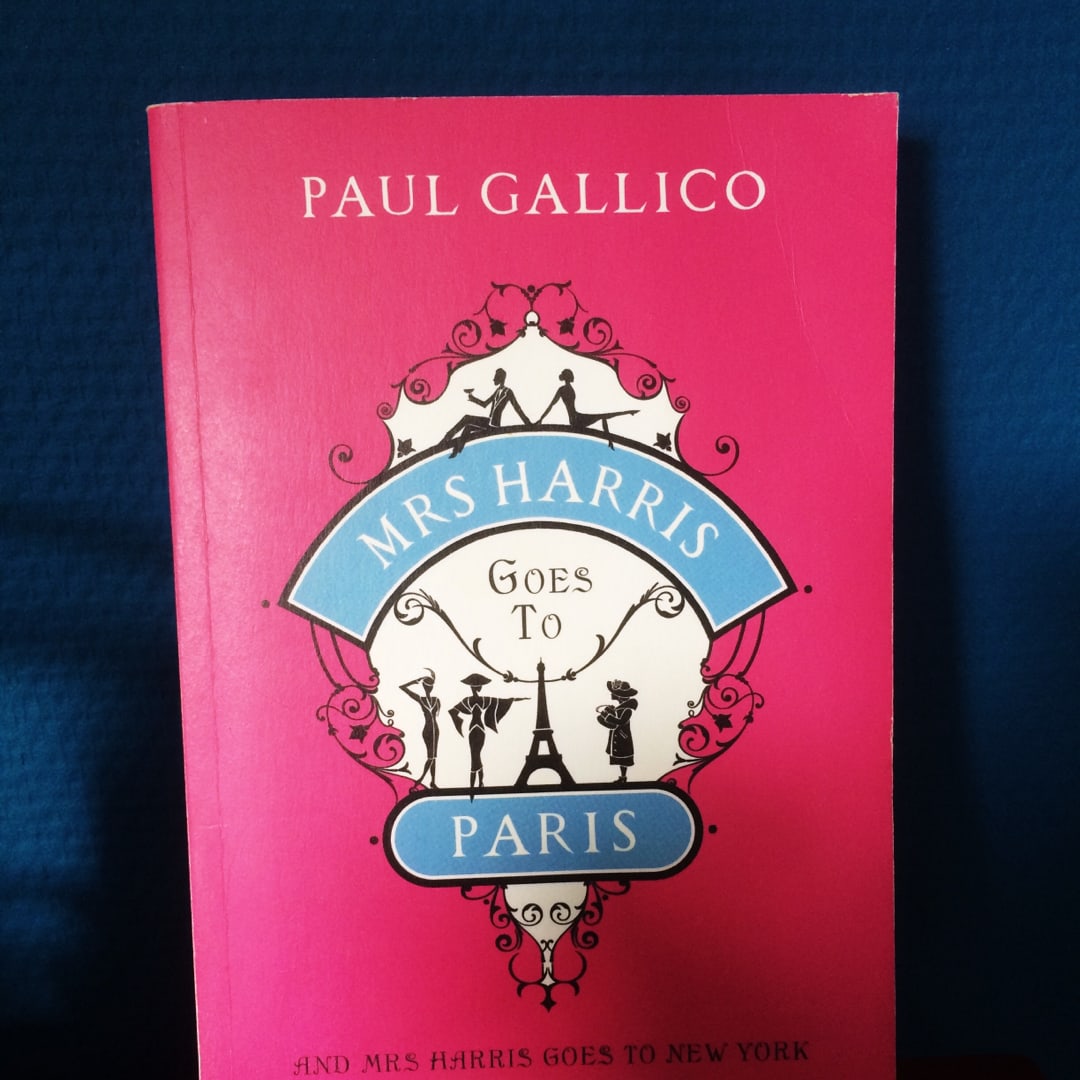 PAUL GALLICO
MRS HARRIS
GOES
TO
PARIS
AND MRS HARRIS GOES TO NEW YORK